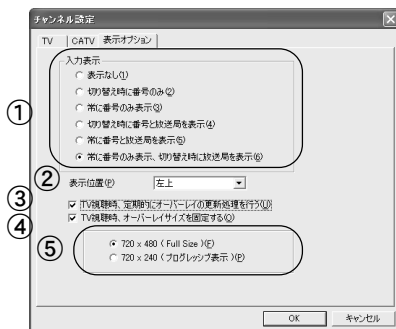 チャンネル設定
TV CATV 表示オプション
入力表示
① 表示なし(1)
切り替え時に番号のみ(2)
常に番号のみ表示(3)
切り替え時に番号と放送局を表示(4)
常に番号と放送局を表示(5)
常に番号のみ表示、切り替え時に放送局を表示(6)
② 表示位置(P) 左上
③ TV視聴時、定期的にオーバーレイの更新処理を行う(U)
④ TV視聴時、オーバーレイサイズを固定する(O)
⑤ 720 x 480 ( Full Size )(F)
720 x 240 ( プログレッシブ表示 )(P)
OK キャンセル